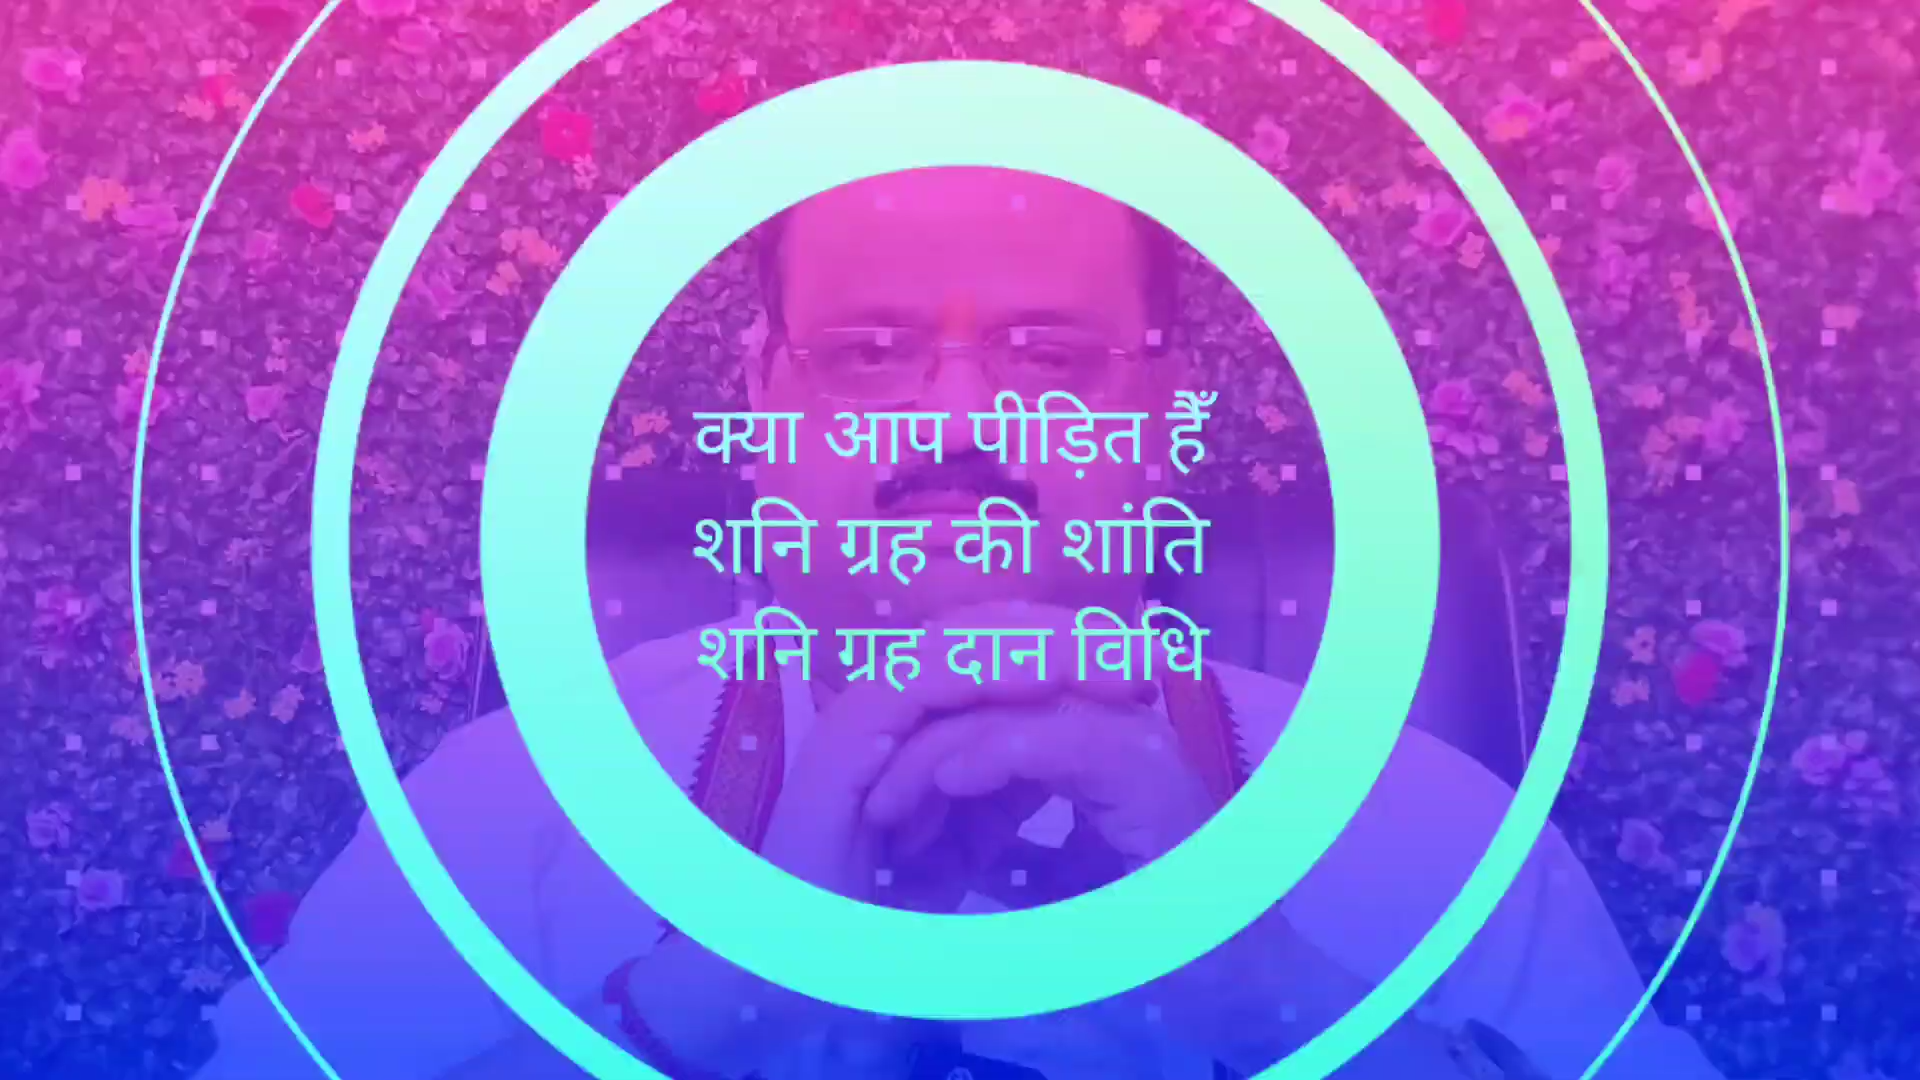 क्या आप पीड़ित हैँ
शनि ग्रह की शांति
शनि ग्रह दान विधि